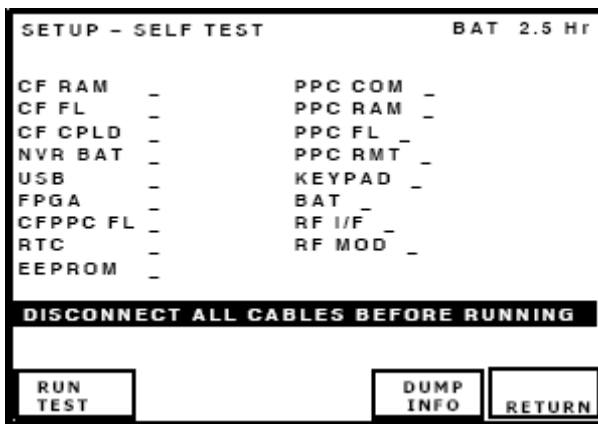 SETUP – SELF TEST BAT 2.5 Hr
CF RAM _ PPC COM _
CF FL _ PPC RAM _
CF CPLD _ PPC FL _
NVR BAT _ PPC RMT _
USB _ KEYPAD _
FPGA _ BAT _
CFPPC FL _ RF I/F _
RTC _ RF MOD _
EEPROM _
DISCONNECT ALL CABLES BEFORE RUNNING
RUN DUMP
TEST INFO RETURN